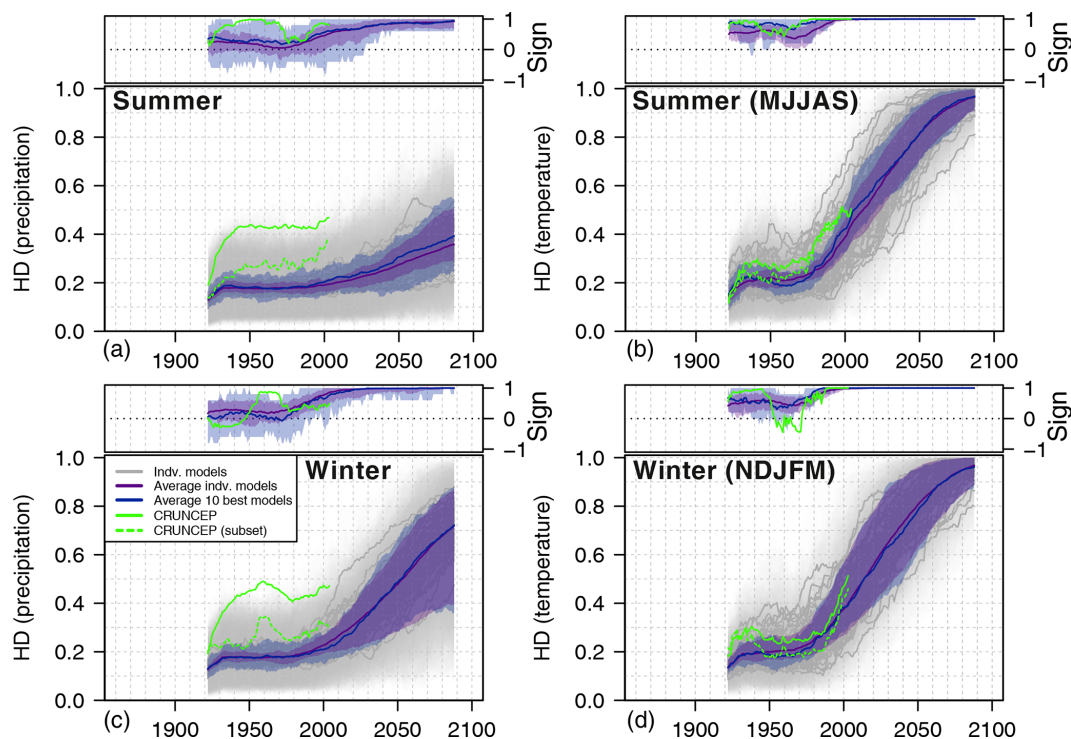 1
0
−1
Sign
1
0
−1
Sign
Summer
HD (precipitation)
1.0
0.8
0.6
0.4
0.2
0.0
(a)
1900
1950
2000
2050
2100
Summer (MJJAS)
HD (temperature)
1.0
0.8
0.6
0.4
0.2
0.0
(b)
1900
1950
2000
2050
2100
1
0
−1
Sign
1
0
−1
Sign
Winter
Indv. models
Average indv. models
Average 10 best models
CRUNCEP
CRUNCEP (subset)
HD (precipitation)
1.0
0.8
0.6
0.4
0.2
0.0
(c)
1900
1950
2000
2050
2100
Winter (NDJFM)
HD (temperature)
1.0
0.8
0.6
0.4
0.2
0.0
(d)
1900
1950
2000
2050
2100